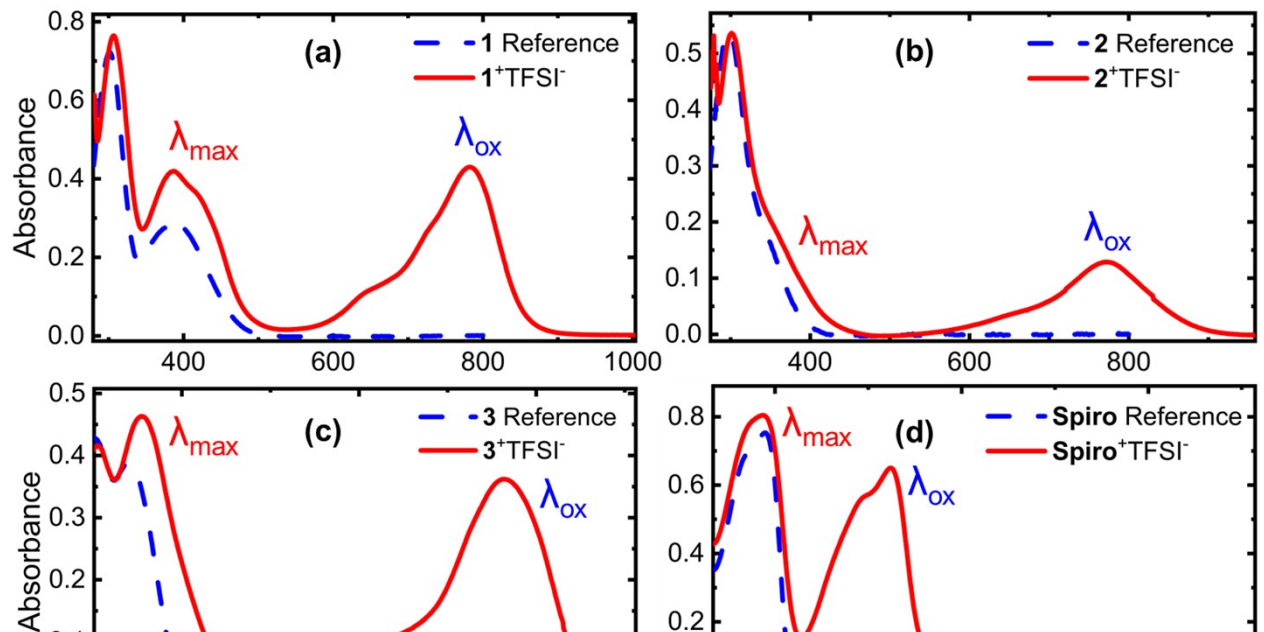 (a)
1 Reference
1+TFSI-
λmax
λox
Absorbance
0.8
0.6
0.4
0.2
0.0
400
600
800
1000
(b)
2 Reference
2+TFSI-
λmax
λox
0.5
0.4
0.3
0.2
0.1
0.0
400
600
800
(c)
3 Reference
3+TFSI-
λmax
λox
Absorbance
0.5
0.4
0.3
0.2
(d)
Spiro Reference
Spiro+TFSI-
λmax
λox
0.8
0.6
0.4
0.2